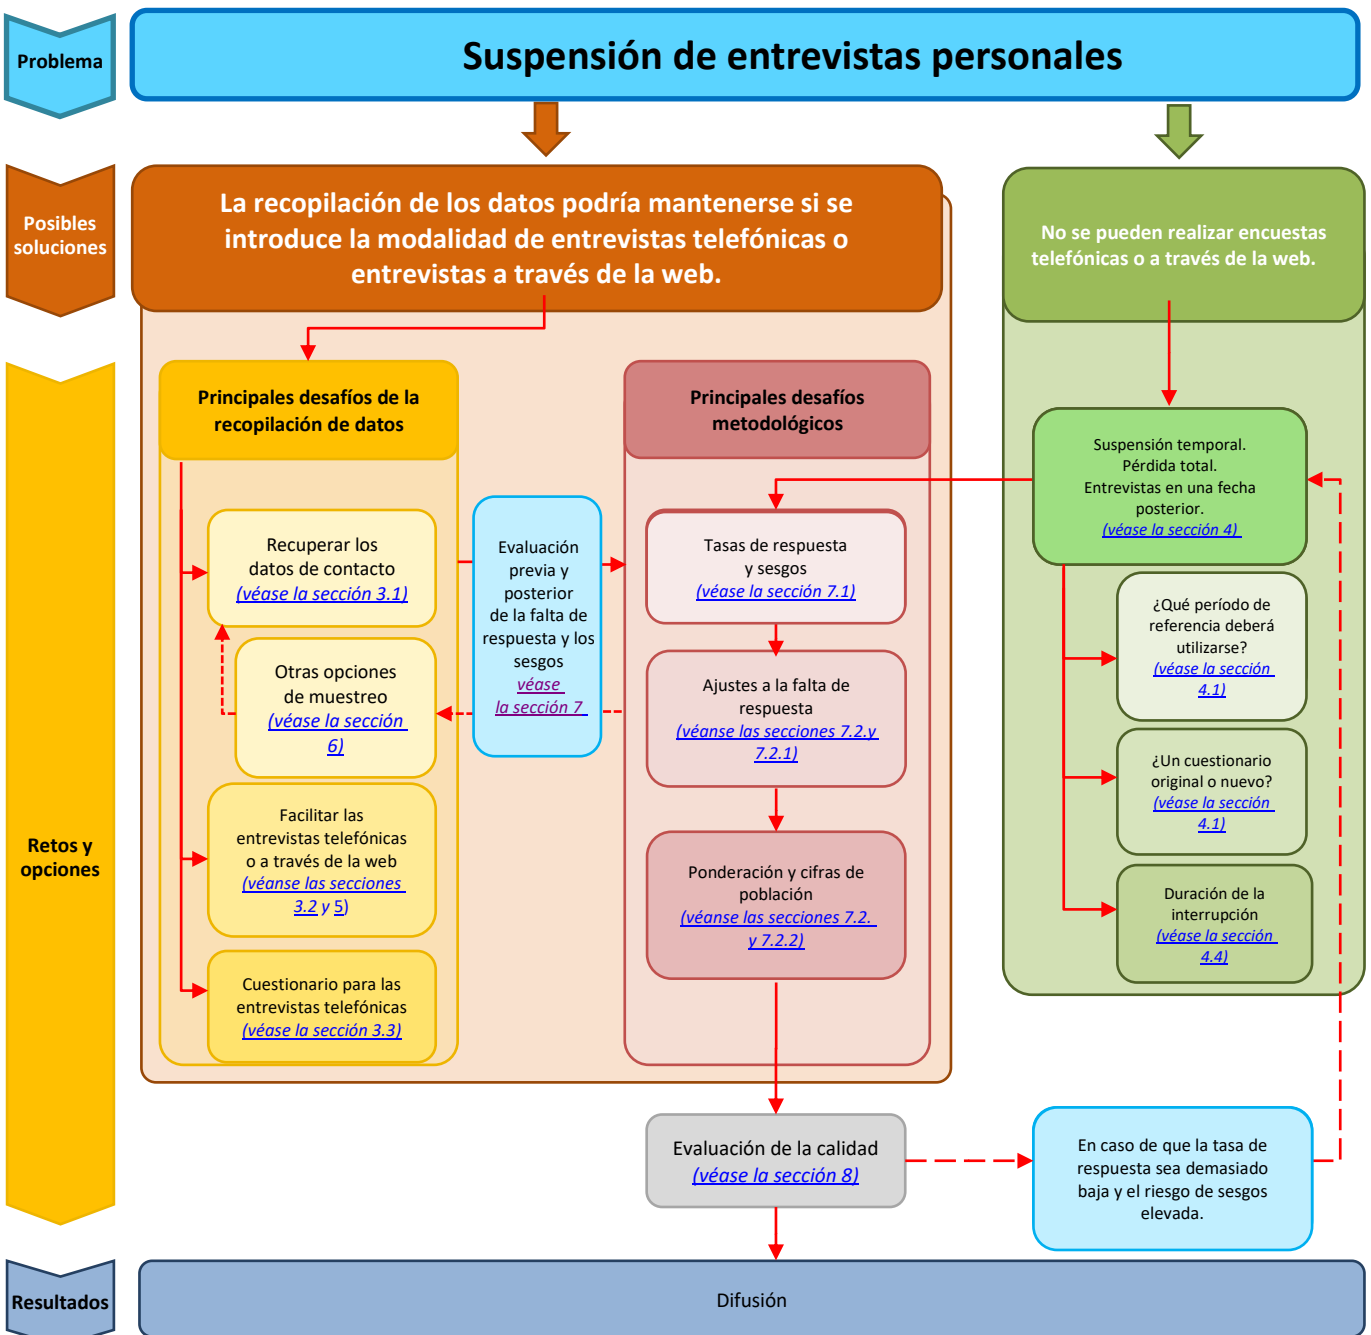 Problema
Suspensión de entrevistas personales
Posibles
soluciones
La recopilación de los datos podría mantenerse si se
introduce la modalidad de entrevistas telefónicas o
entrevistas a través de la web.
No se pueden realizar encuestas
telefónicas o a través de la web.
Retos y
opciones
Principales desafíos de la
recopilación de datos
Recuperar los
datos de contacto
(véase la sección 3.1)
Otras opciones
de muestreo
(véase la sección
6)
Facilitar las
entrevistas telefónicas
o a través de la web
(véanse las secciones
3.2 y 5)
Cuestionario para las
entrevistas telefónicas
(véase la sección 3.3)
Evaluación
previa y
posterior
de la falta de
respuesta y los
sesgos
véase
la sección 7
Principales desafíos
metodológicos
Tasas de respuesta
y sesgos
(véase la sección 7.1)
Ajustes a la falta de
respuesta
(véanse las secciones 7.2.y
7.2.1)
Ponderación y cifras de
población
(véanse las secciones 7.2.
y 7.2.2)
Suspensión temporal.
Pérdida total.
Entrevistas en una fecha
posterior.
(véase la sección 4)
¿Qué período de
referencia deberá
utilizarse?
(véase la sección
4.1)
¿Un cuestionario
original o nuevo?
(véase la sección
4.1)
Duración de la
interrupción
(véase la sección
4.4)
Evaluación de la calidad
(véase la sección 8)
En caso de que la tasa de
respuesta sea demasiado
baja y el riesgo de sesgos
elevada.
Resultados
Difusión